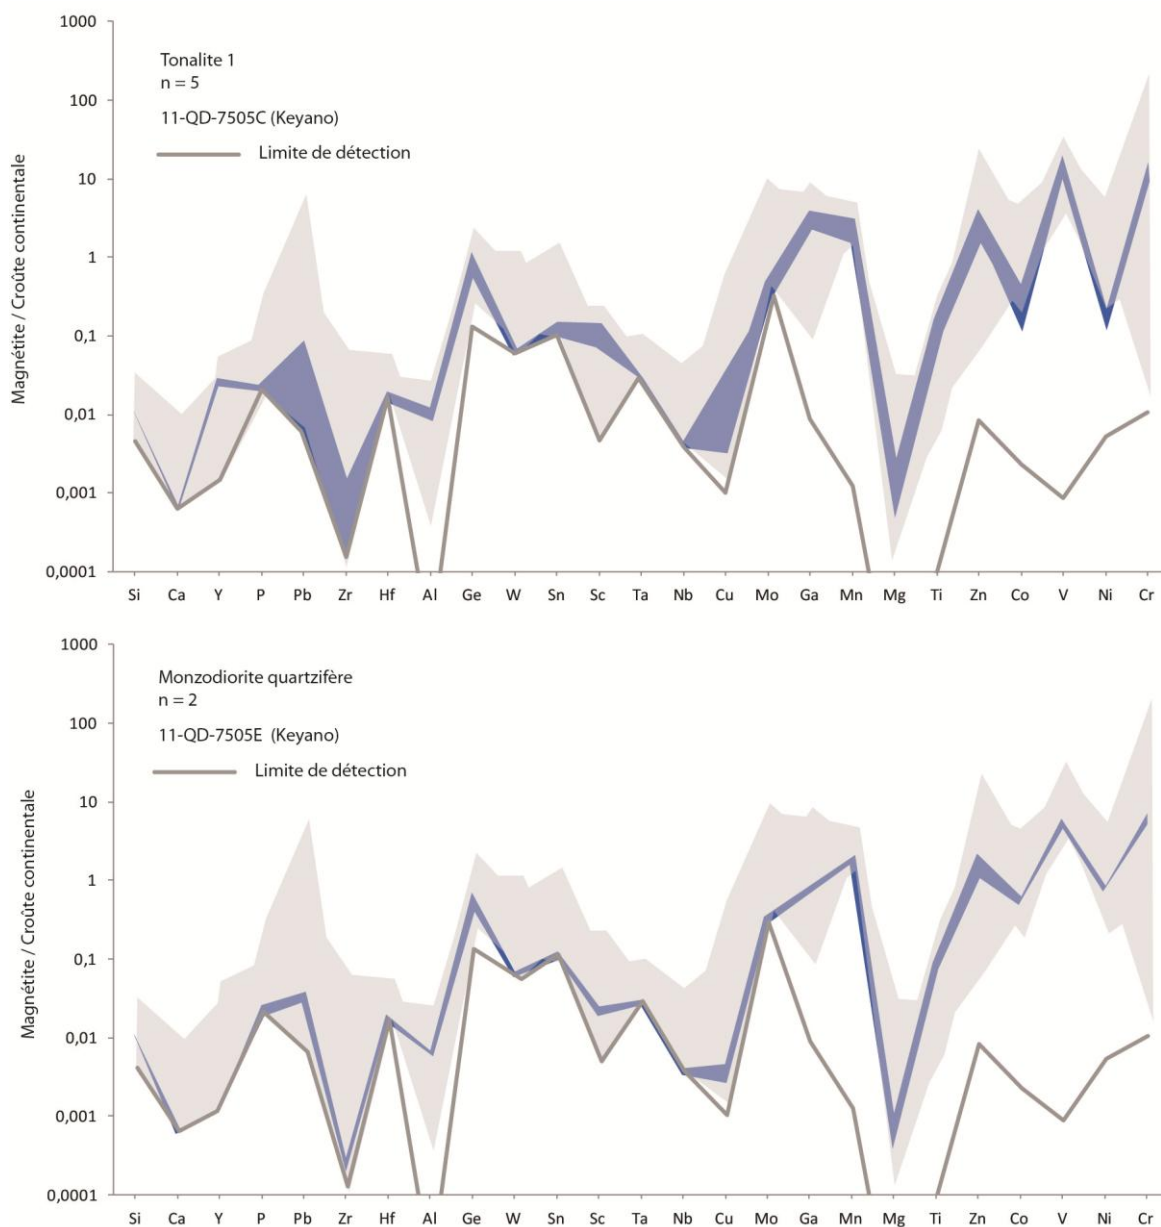 1000
Tonalite 1
n = 5
100
11-QD-7505C (Keyano)
Limite de détection
10
1
0,1
0,01
0,001
0,0001
Magnétite / Croûte continentale
Si Ca Y P Pb Zr Hf Al Ge W Sn Sc Ta Nb Cu Mo Ga Mn Mg Ti Zn Co V Ni Cr
1000
Monzodiorite quartzifère
n = 2
100
11-QD-7505E (Keyano)
Limite de détection
10
1
0,1
0,01
0,001
0,0001
Magnétite / Croûte continentale
Si Ca Y P Pb Zr Hf Al Ge W Sn Sc Ta Nb Cu Mo Ga Mn Mg Ti Zn Co V Ni Cr